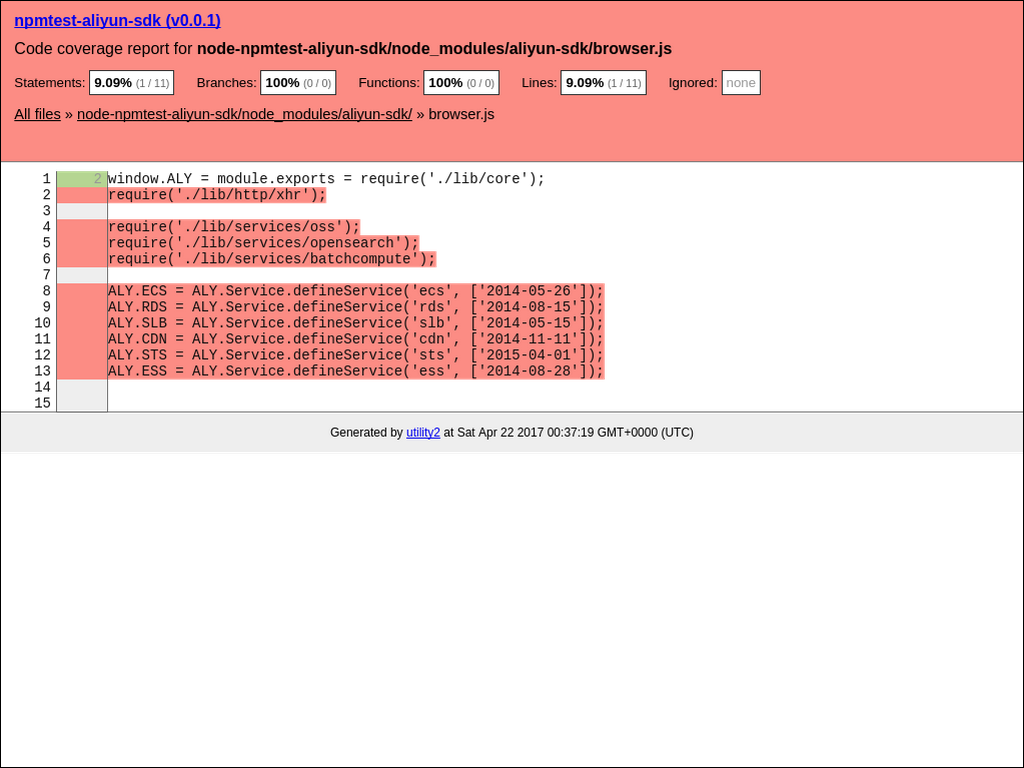 npmtest-aliyun-sdk (v0.0.1)
Code coverage report for node-npmtest-aliyun-sdk/node_modules/aliyun-sdk/browser.js
Statements: 9.09% (1 / 11) Branches: 100% (0 / 0) Functions: 100% (0 / 0) Lines: 9.09% (1 / 11) Ignored: none
All files » node-npmtest-aliyun-sdk/node_modules/aliyun-sdk/ » browser.js
1 2 window.ALY = module.exports = require('./lib/core');
2 require('./lib/http/xhr');
3
4 require('./lib/services/oss');
5 require('./lib/services/opensearch');
6 require('./lib/services/batchcompute');
7
8 ALY.ECS = ALY.Service.defineService('ecs', ['2014-05-26']);
9 ALY.RDS = ALY.Service.defineService('rds', ['2014-08-15']);
10 ALY.SLB = ALY.Service.defineService('slb', ['2014-05-15']);
11 ALY.CDN = ALY.Service.defineService('cdn', ['2014-11-11']);
12 ALY.STS = ALY.Service.defineService('sts', ['2015-04-01']);
13 ALY.ESS = ALY.Service.defineService('ess', ['2014-08-28']);
14
15
Generated by utility2 at Sat Apr 22 2017 00:37:19 GMT+0000 (UTC)